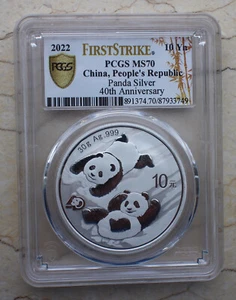 2022 FIRSTSTRIKE® 10 Yn
PCGS PCGS MS70
China, People's Republic
Panda Silver
40th Anniversary
891374.70/87933749
30g Ag.999
10元